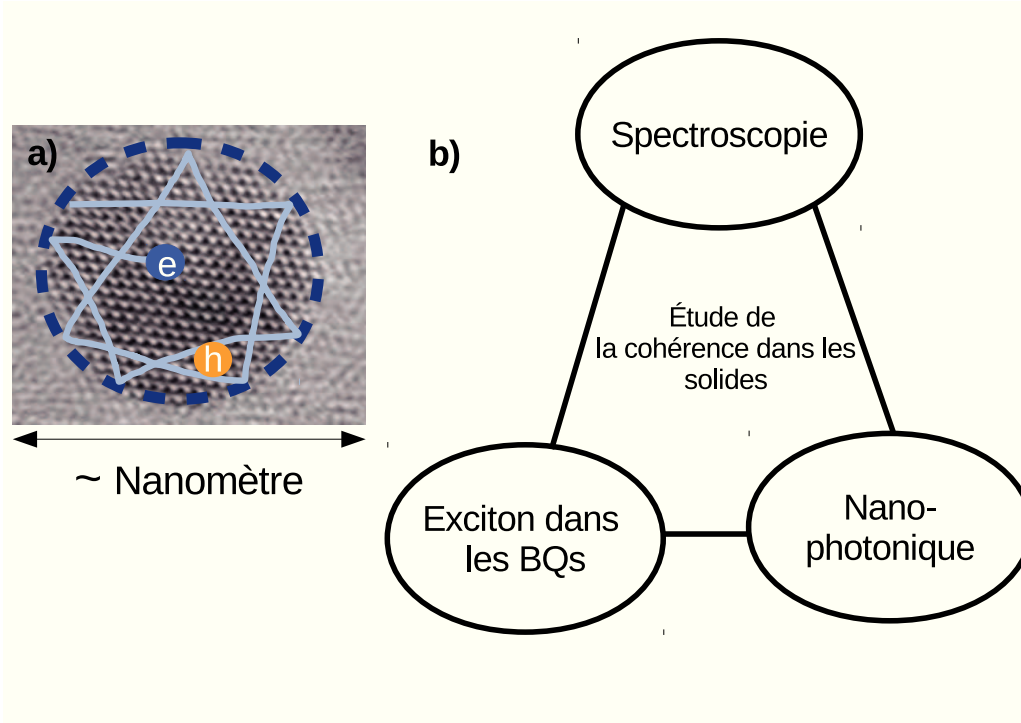 a)
e
h
~ Nanomètre
b)
Spectroscopie
Étude de
la cohérence dans les
solides
Exciton dans
les BQs
Nano-
photonique